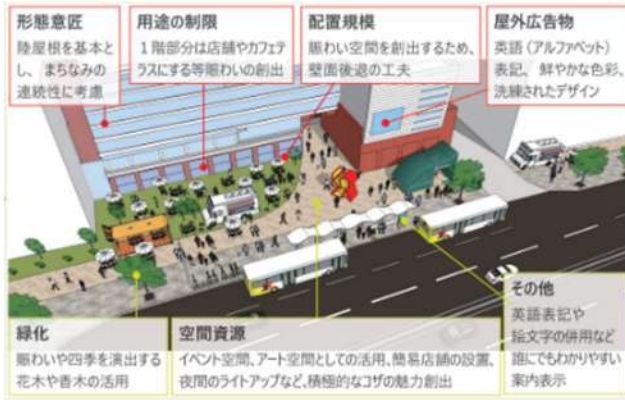 形態意匠
陸屋根を基本と
し、まちなみの
連続性に考慮
用途の制限
1階部分は店舗やカフェテ
ラスにする等賑わいの創出
配置規模
賑わい空間を創出するため、
壁面後退の工夫
屋外広告物
英語（アルファベット）
表記、鮮やかな色彩、
洗練されたデザイン
緑化
賑わいや四季を演出する
花木や香木の活用
空間資源
イベント空間、アート空間としての活用、簡易店舗の設置、
夜間のライトアップなど、積極的なコザの魅力創出
その他
英語表記や
絵文字の併用など
誰にでもわかりやすい
案内表示